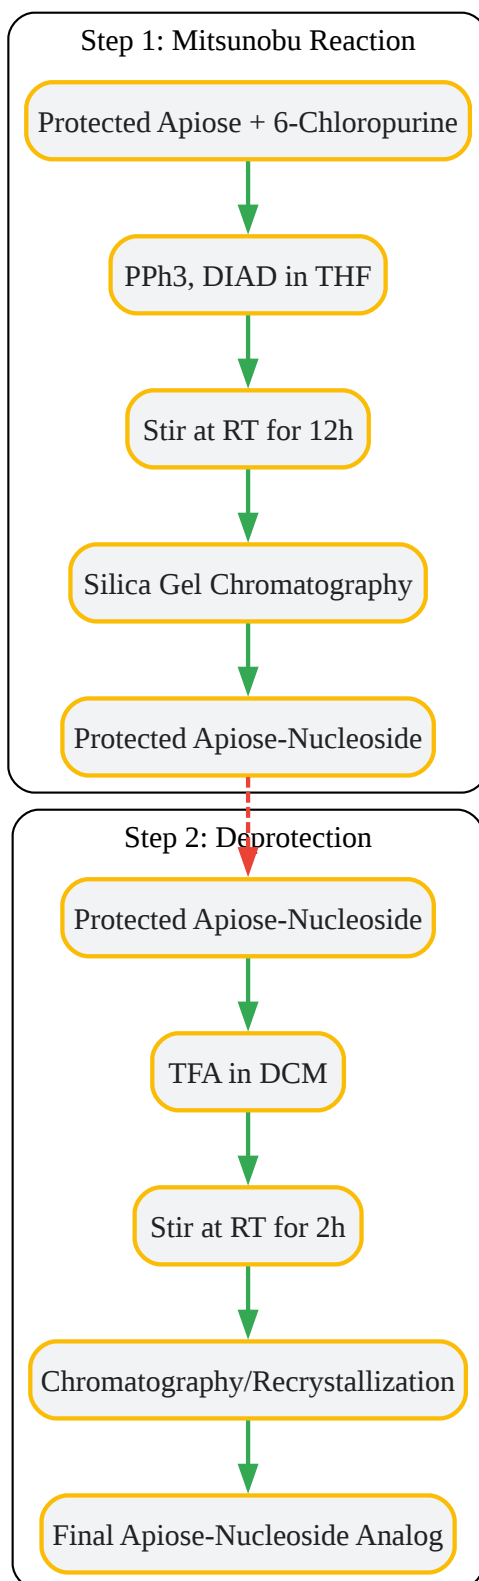 Step 1: Mitsunobu Reaction
Protected Apiose + 6-Chloropurine
PPh3, DIAD in THF
Stir at RT for 12h
Silica Gel Chromatography
Protected Apiose-Nucleoside
Step 2: Deprotection
Protected Apiose-Nucleoside
TFA in DCM
Stir at RT for 2h
Chromatography/Recrystallization
Final Apiose-Nucleoside Analog